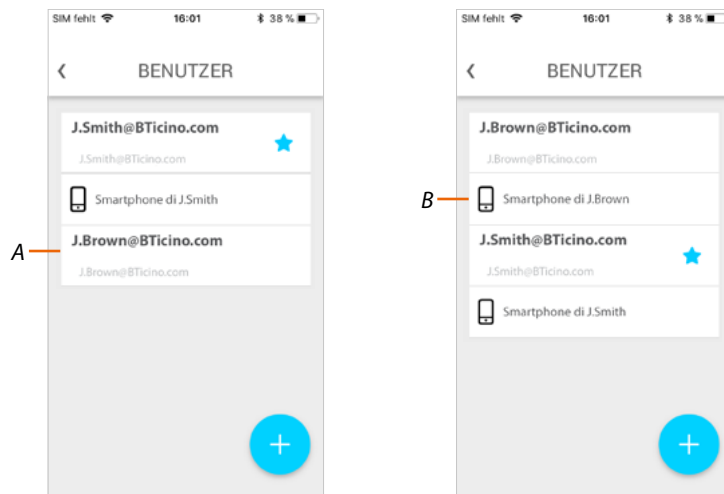 SIM fehlt 16:01 38 %
BENUTZER
J.Smith@BTicino.com
J.Smith@BTicino.com
Smartphone di J.Smith
A
J.Brown@BTicino.com
J.Brown@BTicino.com
SIM fehlt 16:01 38 %
BENUTZER
J.Brown@BTicino.com
J.Brown@BTicino.com
B
Smartphone di J.Brown
J.Smith@BTicino.com
J.Smith@BTicino.com
Smartphone di J.Smith